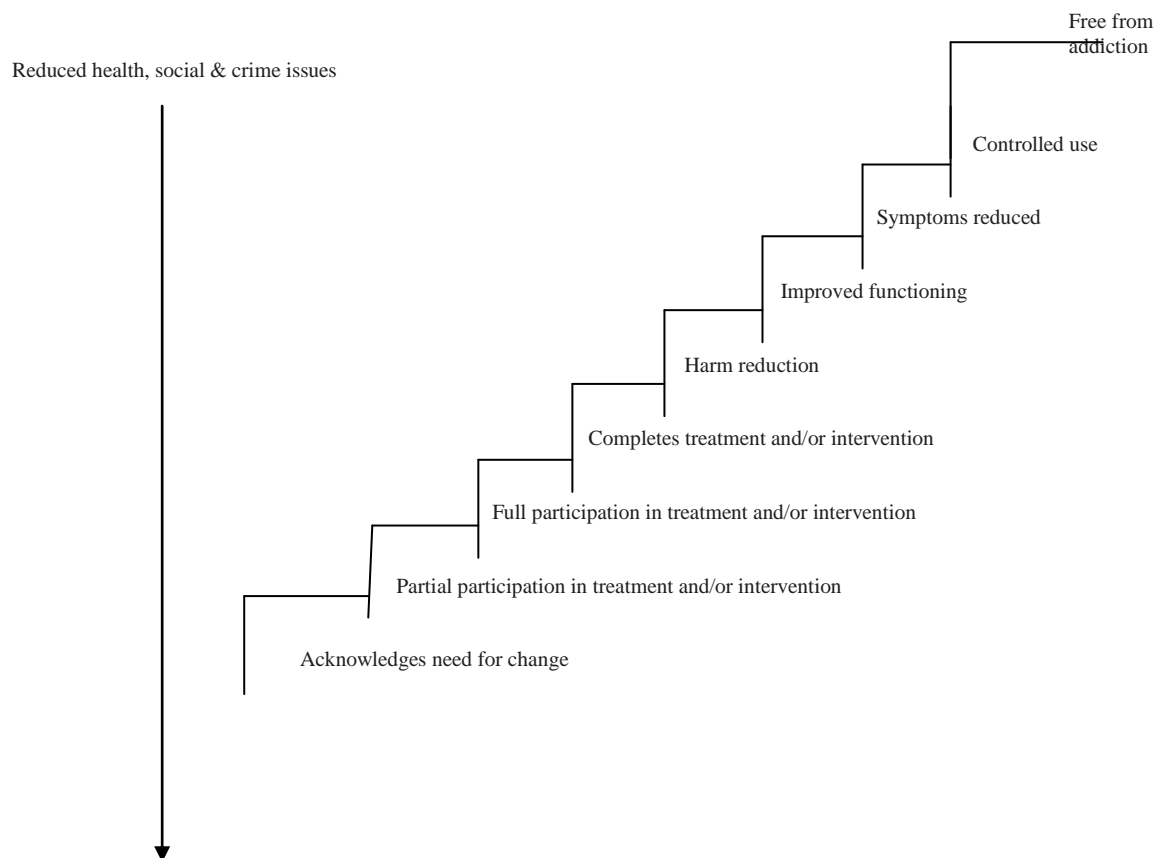 Free from
addiction
Reduced health, social & crime issues
Controlled use
Symptoms reduced
Improved functioning
Harm reduction
Completes treatment and/or intervention
Full participation in treatment and/or intervention
Partial participation in treatment and/or intervention
Acknowledges need for change